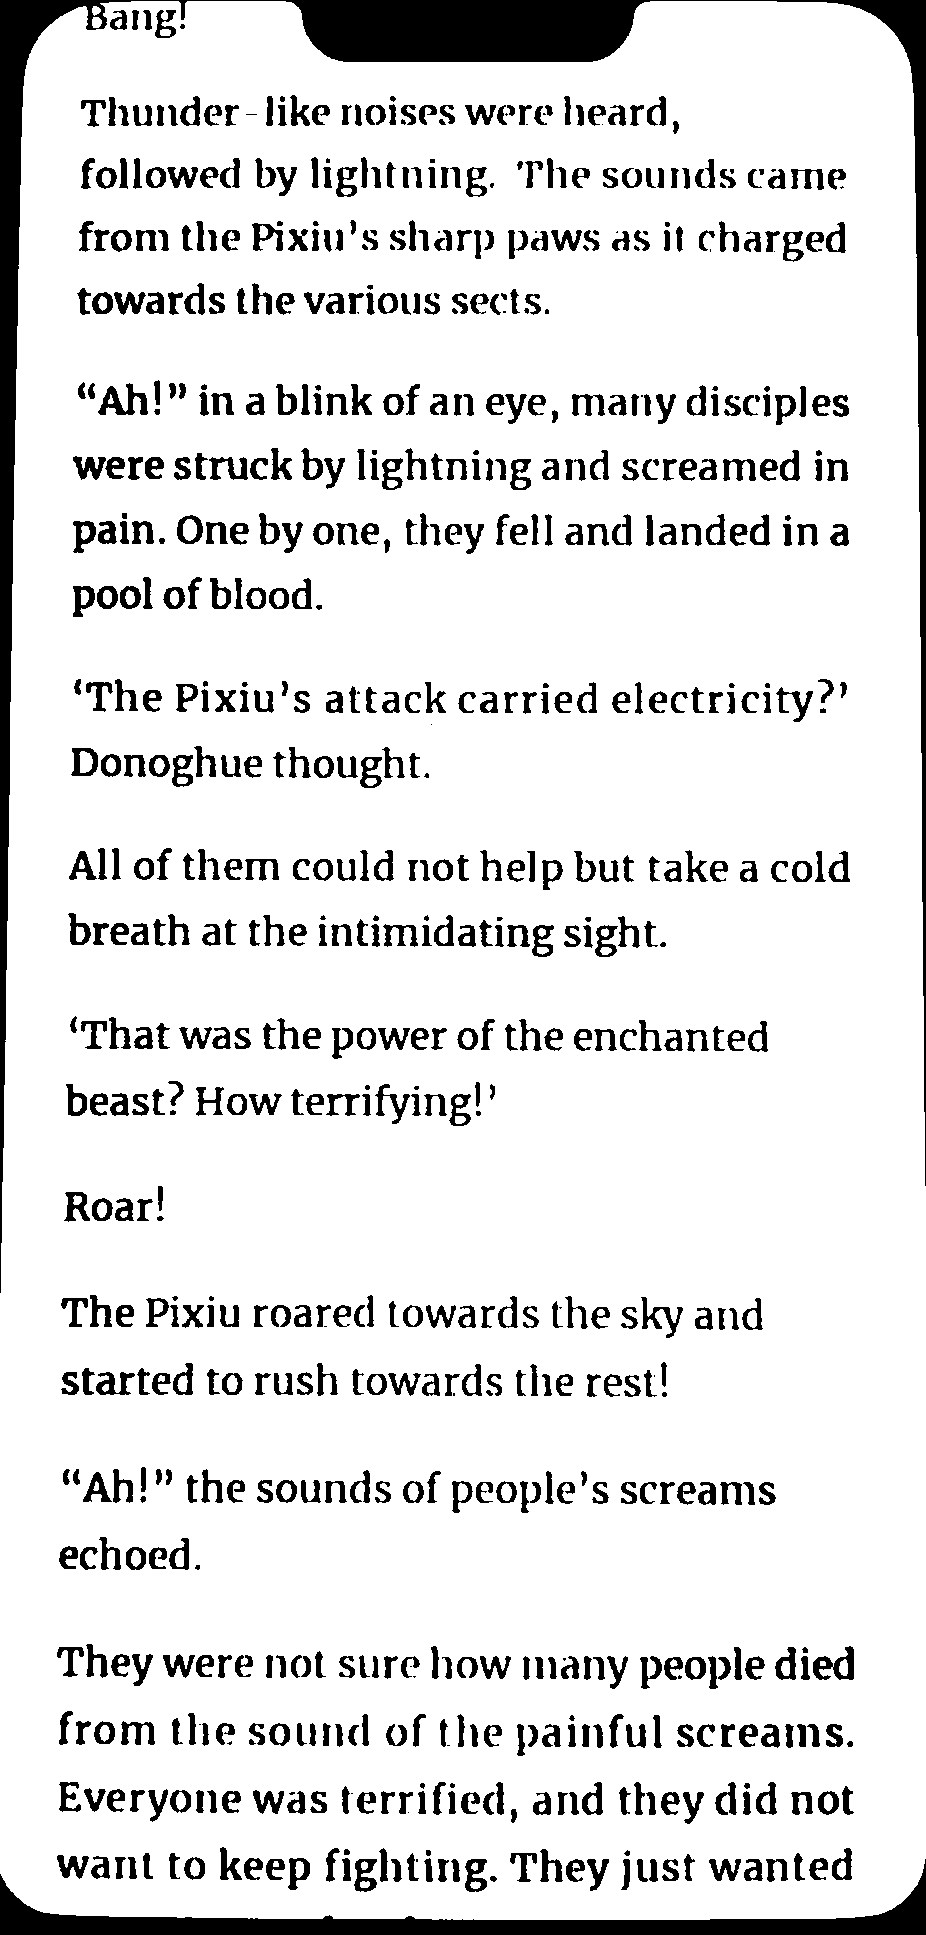 Bang!
Thunder-like noises were heard,
followed by lightning. The sounds came
from the Pixiu's sharp paws as it charged
towards the various sects.
“Ah!” in a blink of an eye, many disciples
were struck by lightning and screamed in
pain. One by one, they fell and landed in a
pool of blood.
‘The Pixiu's attack carried electricity?’
Donoghue thought.
All of them could not help but take a cold
breath at the intimidating sight.
‘That was the power of the enchanted
beast? How terrifying!’
Roar!
The Pixiu roared towards the sky and
started to rush towards the rest!
“Ah!” the sounds of people's screams
echoed.
They were not sure how many people died
from the sound of the painful screams.
Everyone was terrified, and they did not
want to keep fighting. They just wanted